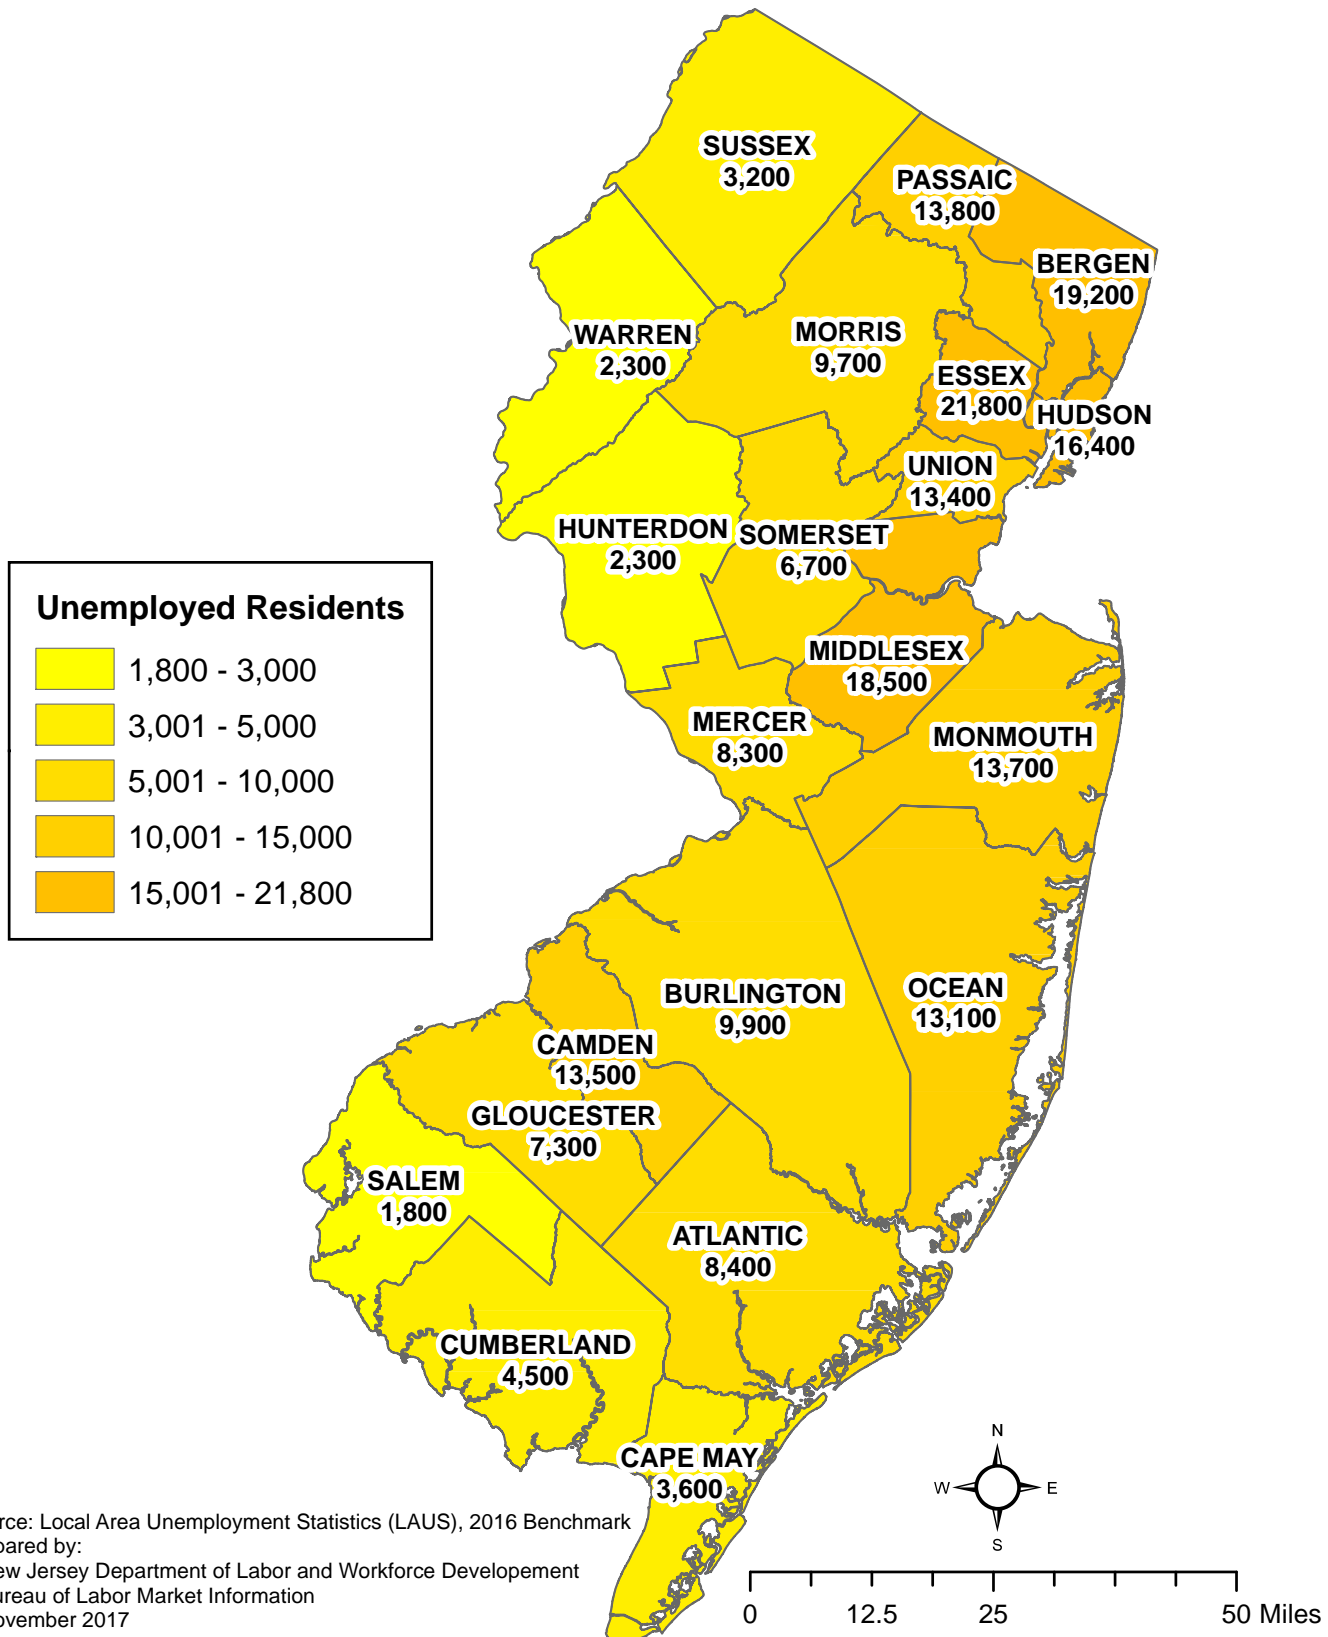 SUSSEX
3,200
PASSAIC
13,800
BERGEN
19,200
WARREN
2,300
MORRIS
9,700
ESSEX
21,800
HUDSON
16,400
UNION
13,400
HUNTERDON
2,300
SOMERSET
6,700
Unemployed Residents
1,800 - 3,000
3,001 - 5,000
5,001 - 10,000
10,001 - 15,000
15,001 - 21,800
MIDDLESEX
18,500
MERCER
8,300
MONMOUTH
13,700
BURLINGTON
9,900
OCEAN
13,100
CAMDEN
13,500
GLOUCESTER
7,300
SALEM
1,800
ATLANTIC
8,400
CUMBERLAND
4,500
CAPE MAY
3,600
N
W E
S
rce: Local Area Unemployment Statistics (LAUS), 2016 Benchmark
pared by:
ew Jersey Department of Labor and Workforce Developement
ureau of Labor Market Information
ovember 2017
0 12.5 25 50 Miles